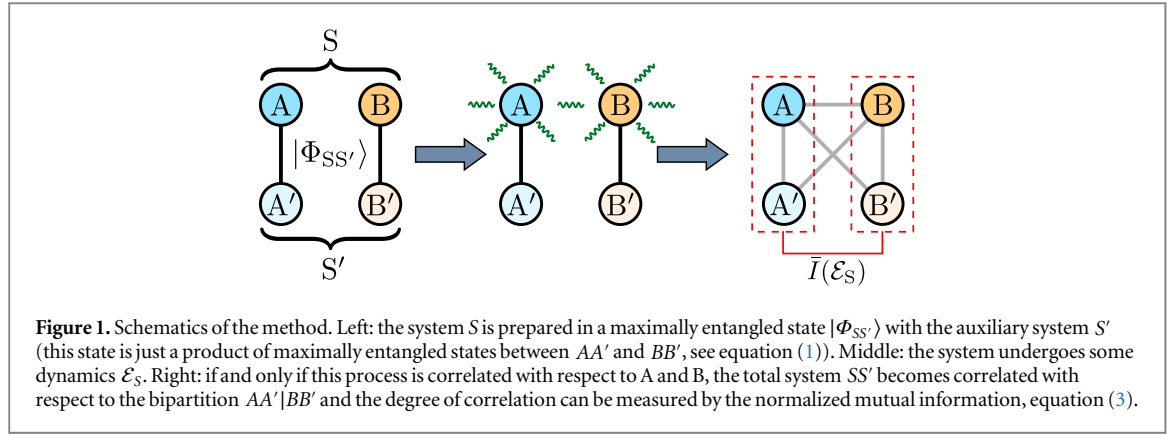 S
A
B
|Φ_SS′⟩
A′
B′
S′
A
B
A′
B′
A
B
A′
B′
Ī(ℰ_S)
Figure 1. Schematics of the method. Left: the system S is prepared in a maximally entangled state |Φ_SS′⟩ with the auxiliary system S′
(this state is just a product of maximally entangled states between AA′ and BB′, see equation (1)). Middle: the system undergoes some
dynamics ℰ_S. Right: if and only if this process is correlated with respect to A and B, the total system SS′ becomes correlated with
respect to the bipartition AA′|BB′ and the degree of correlation can be measured by the normalized mutual information, equation (3).